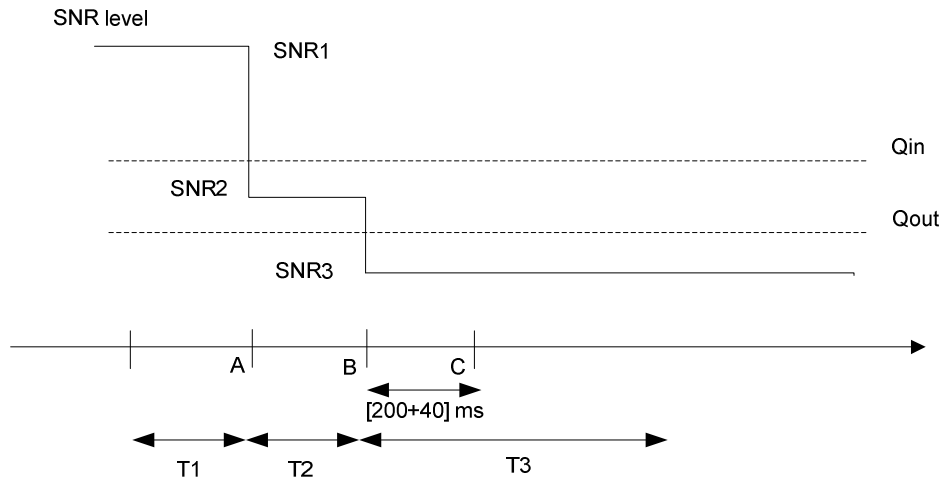 SNR level
SNR1
Qin
SNR2
Qout
SNR3
A
B
C
[200+40] ms
T1
T2
T3